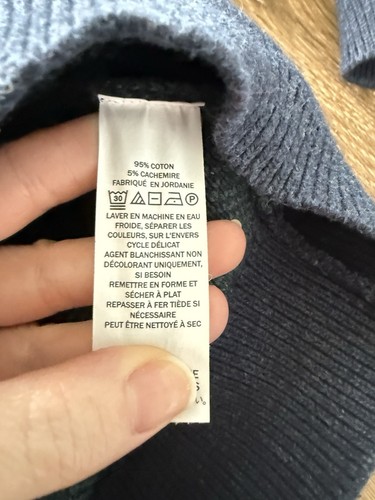 95% COTON
5% CACHEMIRE
FABRIQUÉ EN JORDANIE
30 P
LAVER EN MACHINE EN EAU
FROIDE, SÉPARER LES
COULEURS, SUR L'ENVERS
CYCLE DÉLICAT
AGENT BLANCHISSANT NON
DÉCOLORANT UNIQUEMENT,
SI BESOIN
REMETTRE EN FORME ET
SÉCHER À PLAT
REPASSER À FER TIÈDE SI
NÉCESSAIRE
PEUT ÊTRE NETTOYÉ À SEC